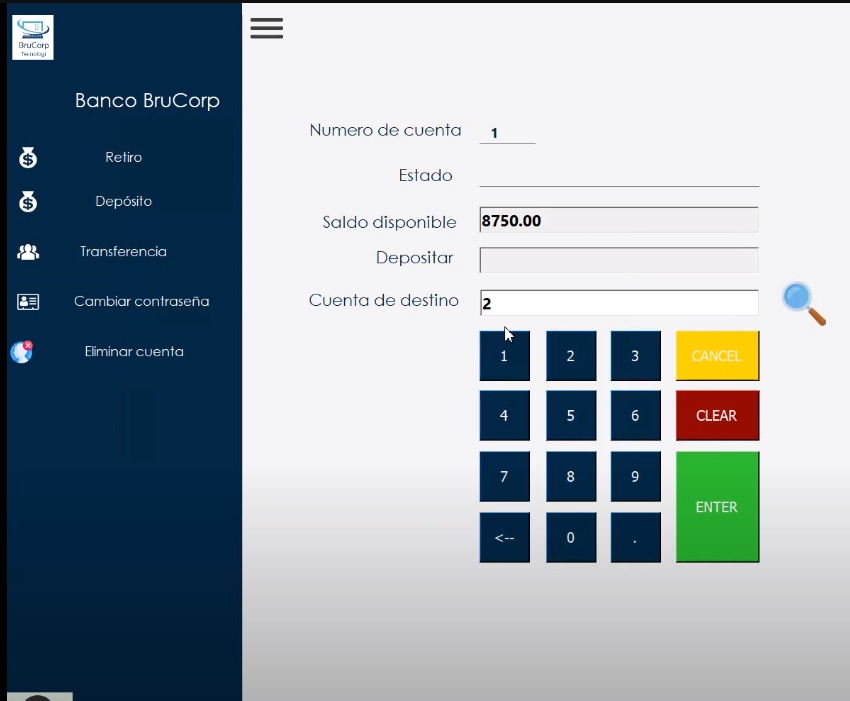 BruCorp
Tecnologi
Banco BruCorp
Retiro
Depósito
Transferencia
Cambiar contraseña
Eliminar cuenta
Numero de cuenta 1
Estado
Saldo disponible 8750.00
Depositar
Cuenta de destino 2
1 2 3 CANCEL
4 5 6 CLEAR
7 8 9 ENTER
<-- 0 .